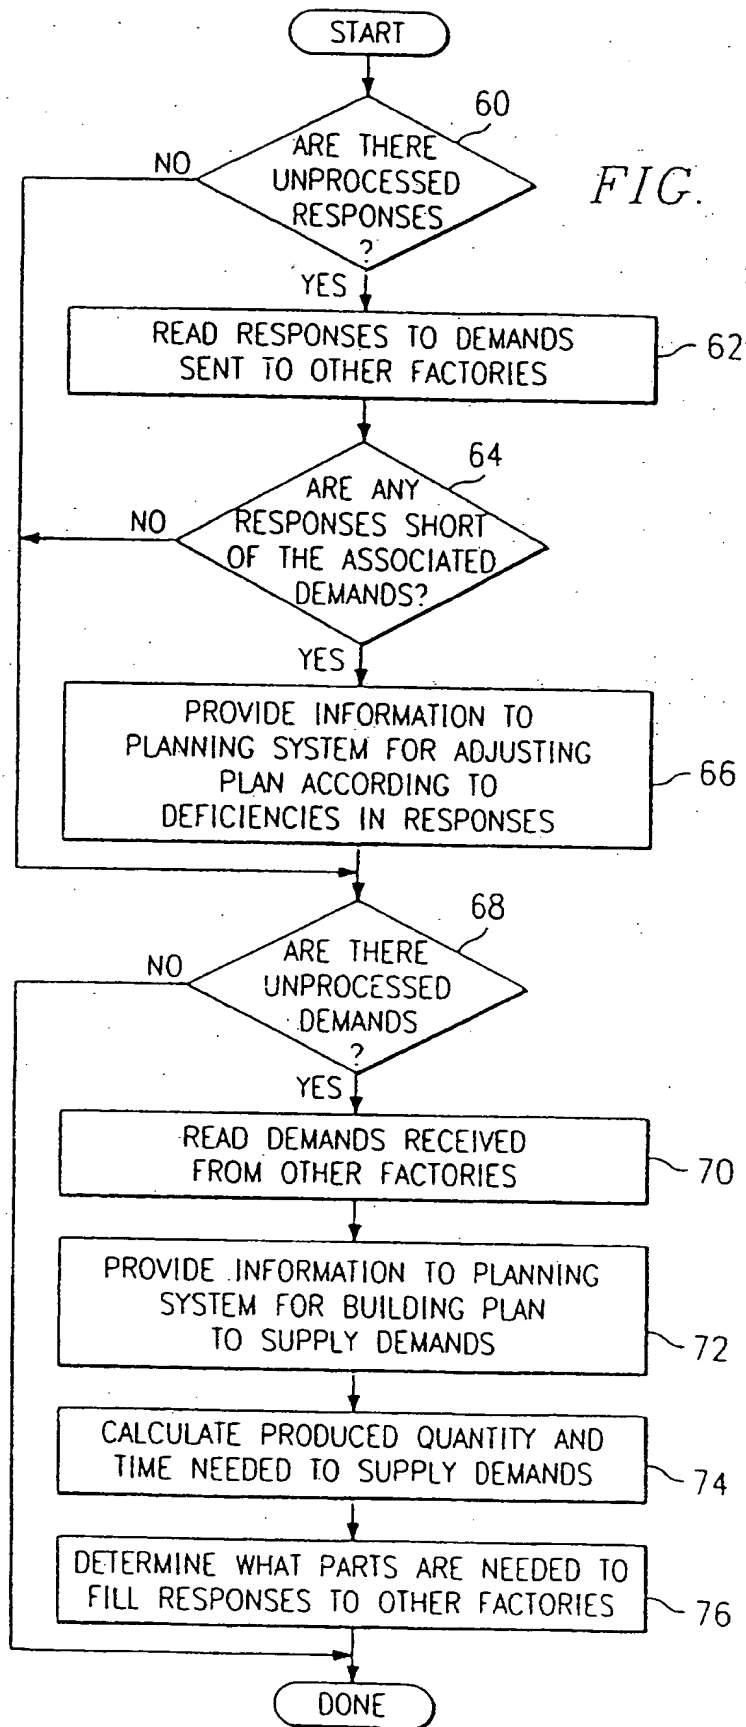 START
60
ARE THERE
UNPROCESSED
RESPONSES
?
NO
FIG.
YES
READ RESPONSES TO DEMANDS
SENT TO OTHER FACTORIES
62
64
ARE ANY
RESPONSES SHORT
OF THE ASSOCIATED
DEMANDS?
NO
YES
PROVIDE INFORMATION TO
PLANNING SYSTEM FOR ADJUSTING
PLAN ACCORDING TO
DEFICIENCIES IN RESPONSES
66
68
ARE THERE
UNPROCESSED
DEMANDS
?
NO
YES
READ DEMANDS RECEIVED
FROM OTHER FACTORIES
70
PROVIDE INFORMATION TO PLANNING
SYSTEM FOR BUILDING PLAN
TO SUPPLY DEMANDS
72
CALCULATE PRODUCED QUANTITY AND
TIME NEEDED TO SUPPLY DEMANDS
74
DETERMINE WHAT PARTS ARE NEEDED TO
FILL RESPONSES TO OTHER FACTORIES
76
DONE